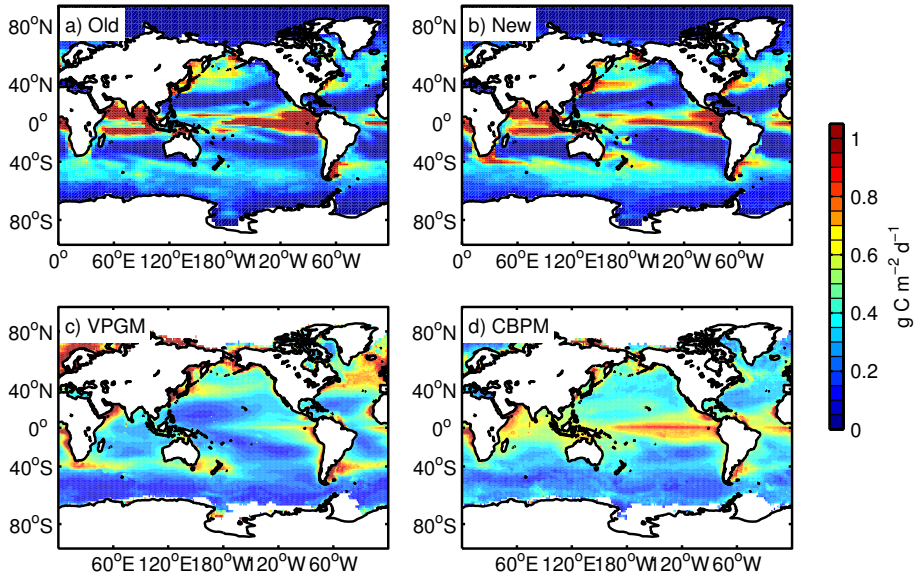 a) Old
b) New
80°N
40°N
0°
40°S
80°S
0° 60°E 120°E 180°W 120°W 60°W
80°N
40°N
0°
40°S
80°S
0° 60°E 120°E 180°W 120°W 60°W
1
0.8
0.6
0.4
0.2
0
g C m⁻² d⁻¹
c) VPGM
d) CBPM
80°N
40°N
0°
40°S
80°S
60°E 120°E 180°W 120°W 60°W
80°N
40°N
0°
40°S
80°S
60°E 120°E 180°W 120°W 60°W